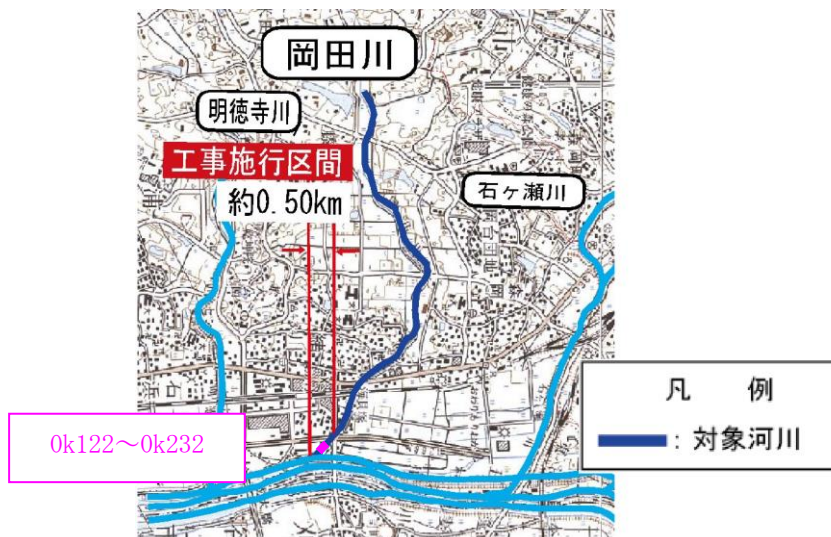 岡田川
明徳寺川
工事施行区間
約0.50km
石ヶ瀬川
0k122～0k232
凡 例
：対象河川